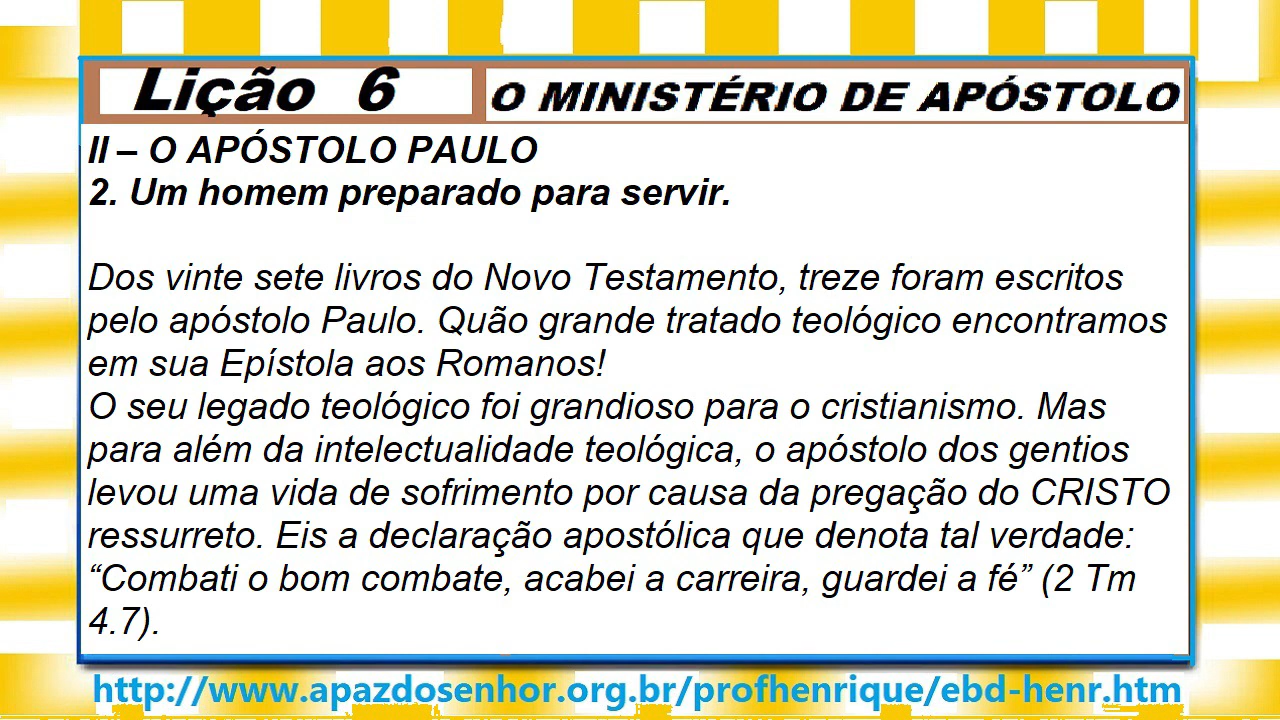 Lição 6
O MINISTÉRIO DE APÓSTOLO
II – O APÓSTOLO PAULO
2. Um homem preparado para servir.
Dos vinte sete livros do Novo Testamento, treze foram escritos
pelo apóstolo Paulo. Quão grande tratado teológico encontramos
em sua Epístola aos Romanos!
O seu legado teológico foi grandioso para o cristianismo. Mas
para além da intelectualidade teológica, o apóstolo dos gentios
levou uma vida de sofrimento por causa da pregação do CRISTO
ressurreto. Eis a declaração apostólica que denota tal verdade:
“Combati o bom combate, acabei a carreira, guardei a fé” (2 Tm
4.7).
http://www.apazdosenhor.org.br/profhenrique/ebd-henr.htm